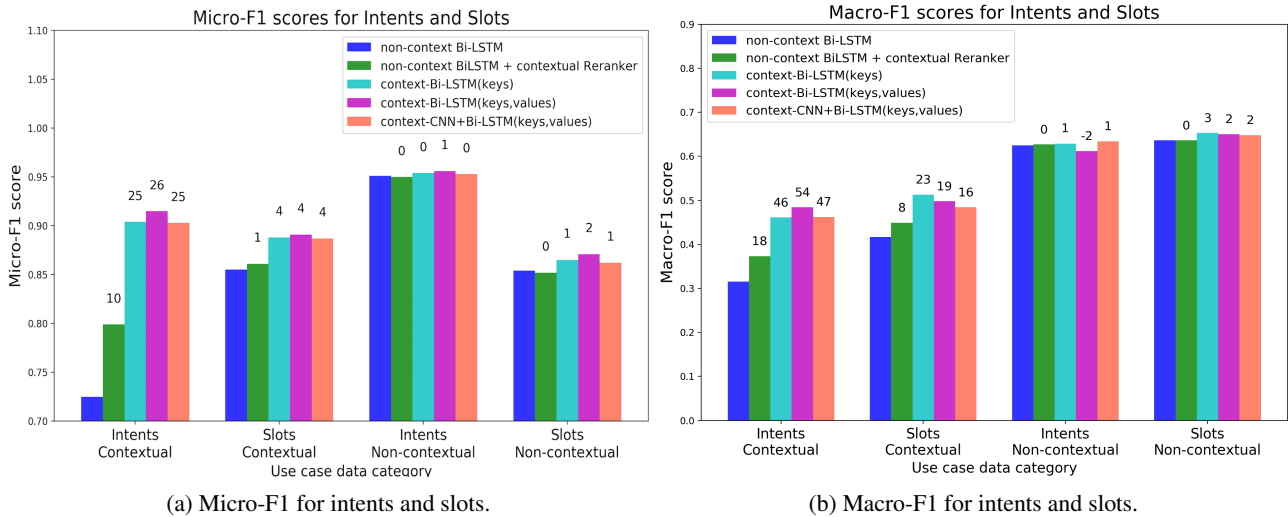 Micro-F1 scores for Intents and Slots
1.10
1.05
1.00
0.95
0.90
0.85
0.80
0.75
0.70
Micro-F1 score
non-context Bi-LSTM
non-context BiLSTM + contextual Reranker
context-Bi-LSTM(keys)
context-Bi-LSTM(keys,values)
context-CNN+Bi-LSTM(keys,values)
10 25 26 25
1 4 4 4
0 0 1 0
0 1 2 1
Intents Contextual
Slots Contextual
Intents Non-contextual
Slots Non-contextual
Use case data category
(a) Micro-F1 for intents and slots.
Macro-F1 scores for Intents and Slots
0.9
0.8
0.7
0.6
0.5
0.4
0.3
0.2
0.1
0.0
Macro-F1 score
non-context Bi-LSTM
non-context BiLSTM + contextual Reranker
context-Bi-LSTM(keys)
context-Bi-LSTM(keys,values)
context-CNN+Bi-LSTM(keys,values)
18 46 54 47
8 23 19 16
0 1 -2 1
0 3 2 2
Intents Contextual
Slots Contextual
Intents Non-contextual
Slots Non-contextual
Use case data category
(b) Macro-F1 for intents and slots.